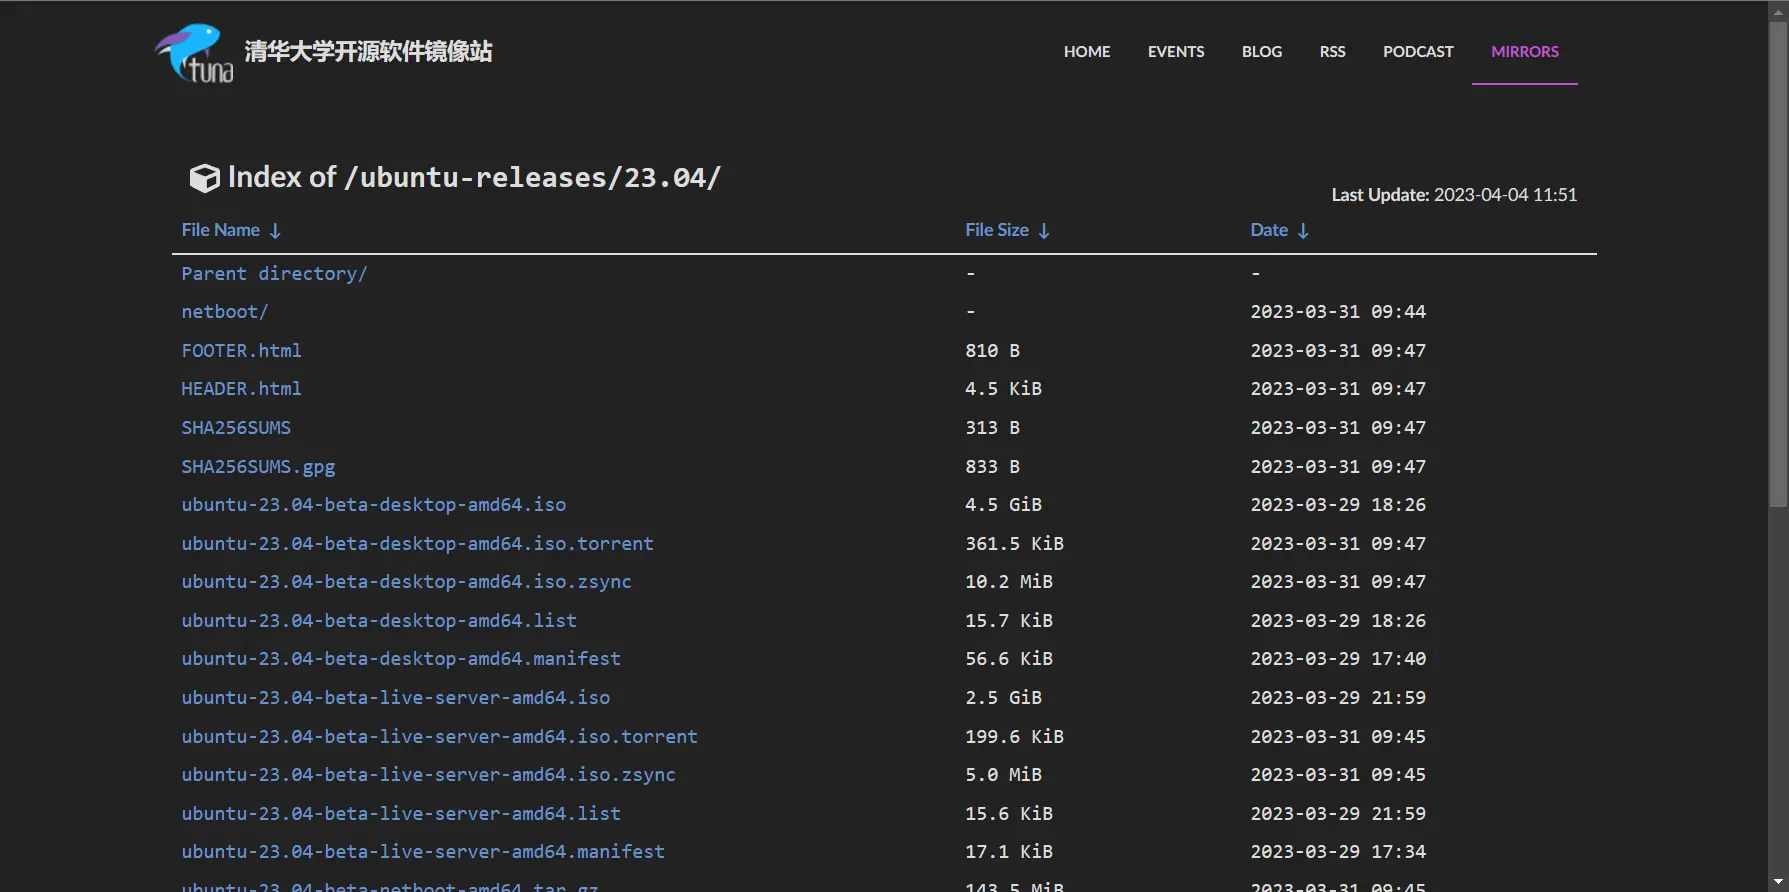 tuna 清华大学开源软件镜像站 HOME EVENTS BLOG RSS PODCAST MIRRORS
Index of /ubuntu-releases/23.04/
Last Update: 2023-04-04 11:51
File Name ↓ File Size ↓ Date ↓
Parent directory/ - -
netboot/ - 2023-03-31 09:44
FOOTER.html 810 B 2023-03-31 09:47
HEADER.html 4.5 KiB 2023-03-31 09:47
SHA256SUMS 313 B 2023-03-31 09:47
SHA256SUMS.gpg 833 B 2023-03-31 09:47
ubuntu-23.04-beta-desktop-amd64.iso 4.5 GiB 2023-03-29 18:26
ubuntu-23.04-beta-desktop-amd64.iso.torrent 361.5 KiB 2023-03-31 09:47
ubuntu-23.04-beta-desktop-amd64.iso.zsync 10.2 MiB 2023-03-31 09:47
ubuntu-23.04-beta-desktop-amd64.list 15.7 KiB 2023-03-29 18:26
ubuntu-23.04-beta-desktop-amd64.manifest 56.6 KiB 2023-03-29 17:40
ubuntu-23.04-beta-live-server-amd64.iso 2.5 GiB 2023-03-29 21:59
ubuntu-23.04-beta-live-server-amd64.iso.torrent 199.6 KiB 2023-03-31 09:45
ubuntu-23.04-beta-live-server-amd64.iso.zsync 5.0 MiB 2023-03-31 09:45
ubuntu-23.04-beta-live-server-amd64.list 15.6 KiB 2023-03-29 21:59
ubuntu-23.04-beta-live-server-amd64.manifest 17.1 KiB 2023-03-29 17:34
ubuntu-23.04-beta-netboot-amd64.tar.gz 143.5 MiB 2023-03-31 09:45